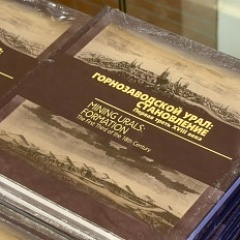 ГОРНОЗАВОДСКОЙ УРАЛ:
СТАНОВЛЕНИЕ
Первая треть XVIII века
MINING URALS:
FORMATION
The First Third of the 18th Century